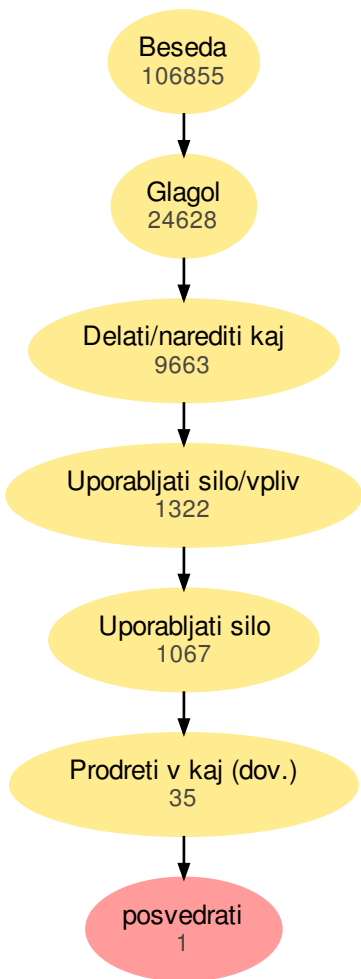 Beseda
106855
Glagol
24628
Delati/narediti kaj
9663
Uporabljati silo/vpliv
1322
Uporabljati silo
1067
Prodreti v kaj (dov.)
35
posvedrati
1